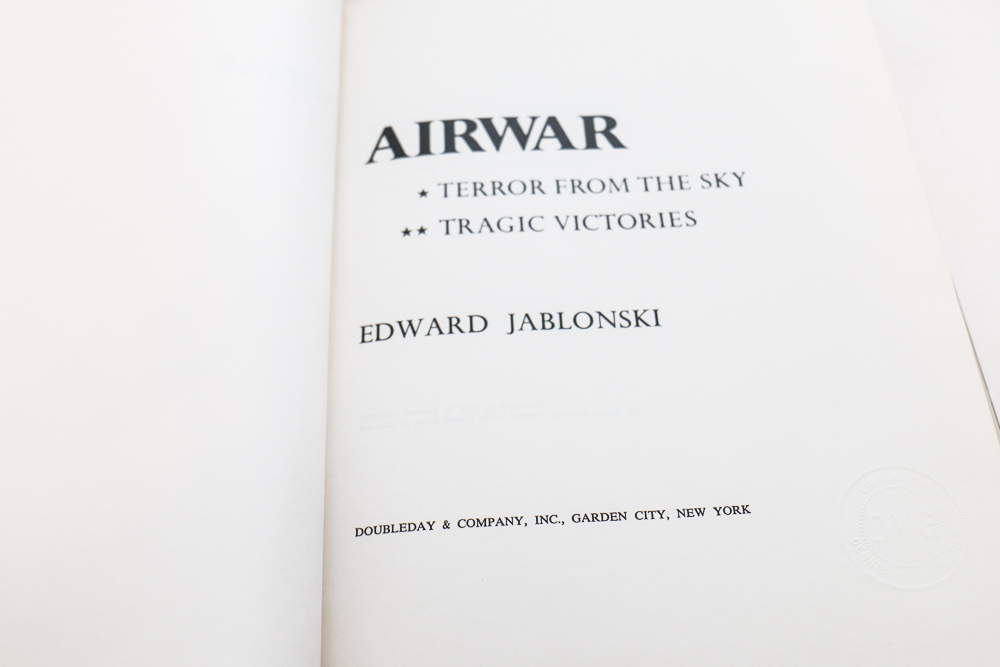 AIRWAR
★ TERROR FROM THE SKY
★★ TRAGIC VICTORIES
EDWARD JABLONSKI
DOUBLEDAY & COMPANY, INC., GARDEN CITY, NEW YORK